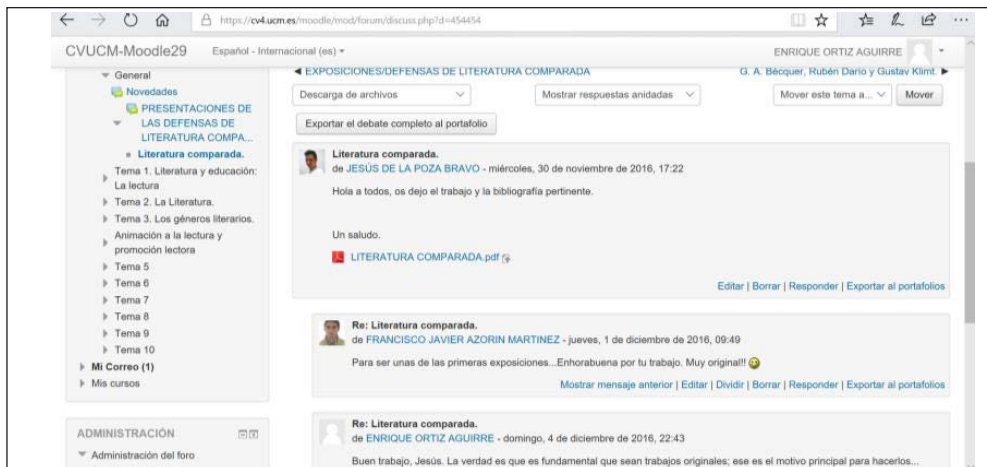 https://cv4.ucm.es/moodle/mod/forum/discuss.php?d=454454
CVUCM-Moodle29 Español - Internacional (es) ENRIQUE ORTIZ AGUIRRE
General
Novedades
PRESENTACIONES DE
LAS DEFENSAS DE
LITERATURA COMPA...
Literatura comparada.
Tema 1. Literatura y educación:
La lectura
Tema 2. La Literatura.
Tema 3. Los géneros literarios.
Animación a la lectura y
promoción lectora
Tema 5
Tema 6
Tema 7
Tema 8
Tema 9
Tema 10
Mi Correo (1)
Mis cursos
ADMINISTRACIÓN
Administración del foro
◄ EXPOSICIONES/DEFENSAS DE LITERATURA COMPARADA G. A. Bécquer, Rubén Darío y Gustav Klimt. ►
Descarga de archivos Mostrar respuestas anidadas Mover este tema a... Mover
Exportar el debate completo al portafolio
Literatura comparada.
de JESÚS DE LA POZA BRAVO - miércoles, 30 de noviembre de 2016, 17:22
Hola a todos, os dejo el trabajo y la bibliografía pertinente.
Un saludo.
LITERATURA COMPARADA.pdf
Editar | Borrar | Responder | Exportar al portafolios
Re: Literatura comparada.
de FRANCISCO JAVIER AZORIN MARTINEZ - jueves, 1 de diciembre de 2016, 09:49
Para ser unas de las primeras exposiciones...Enhorabuena por tu trabajo. Muy original!!
Mostrar mensaje anterior | Editar | Dividir | Borrar | Responder | Exportar al portafolios
Re: Literatura comparada.
de ENRIQUE ORTIZ AGUIRRE - domingo, 4 de diciembre de 2016, 22:43
Buen trabajo, Jesús. La verdad es que es fundamental que sean trabajos originales; ese es el motivo principal para hacerlos...